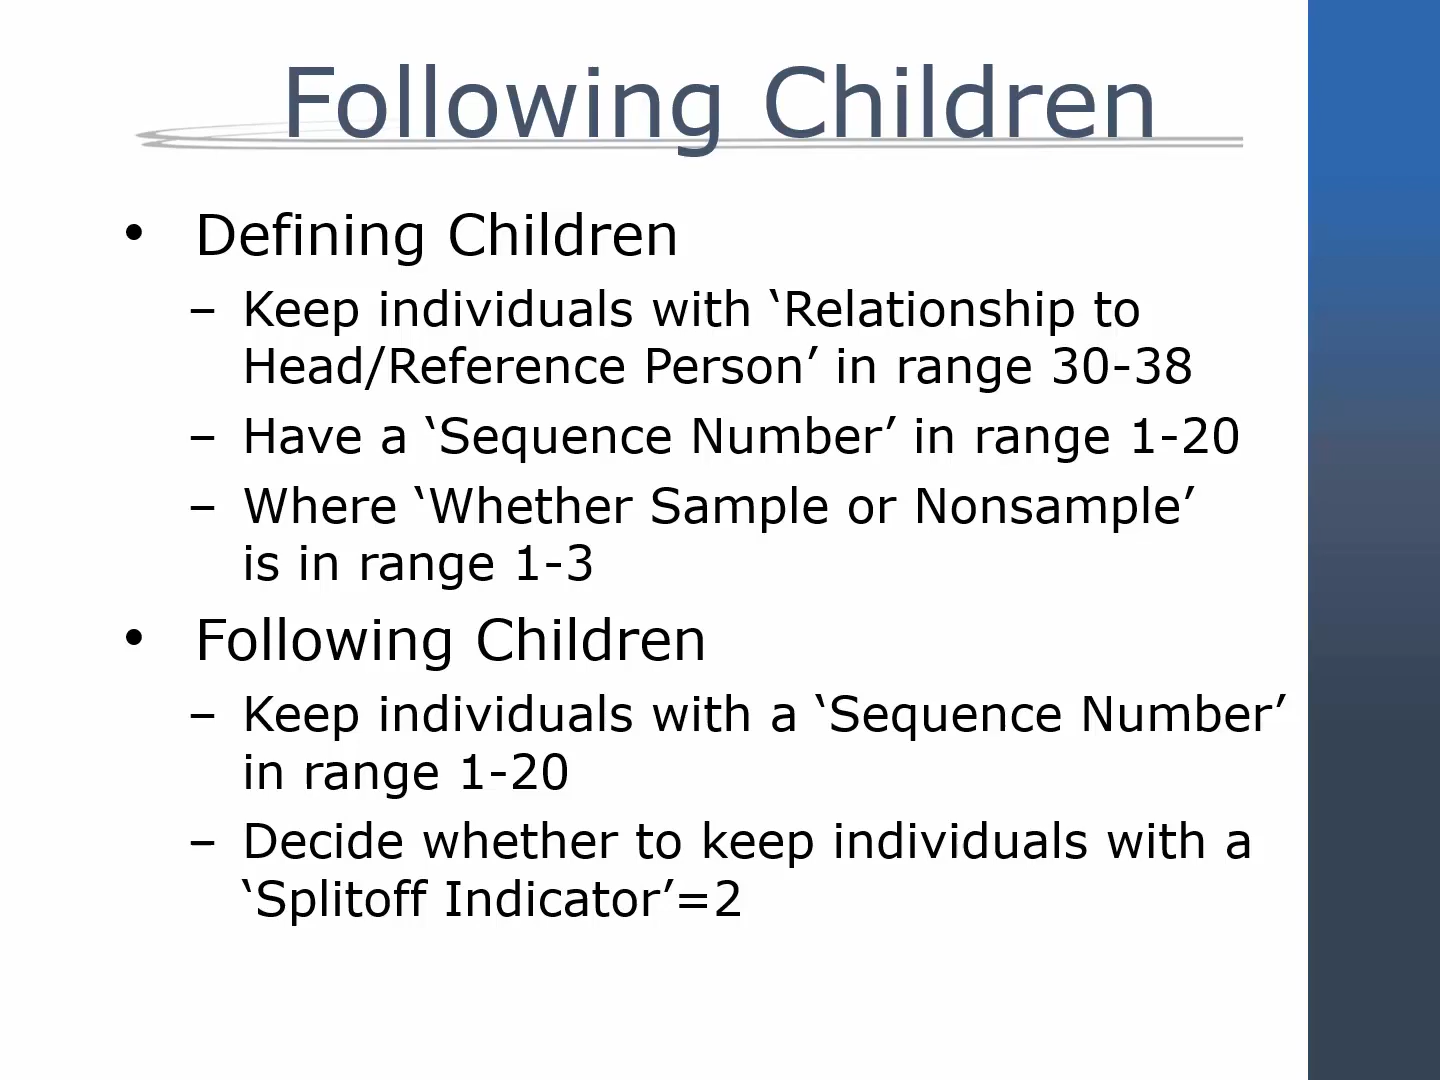 Following Children
• Defining Children
– Keep individuals with ‘Relationship to
Head/Reference Person’ in range 30-38
– Have a ‘Sequence Number’ in range 1-20
– Where ‘Whether Sample or Nonsample’
is in range 1-3
• Following Children
– Keep individuals with a ‘Sequence Number’
in range 1-20
– Decide whether to keep individuals with a
‘Splitoff Indicator’=2